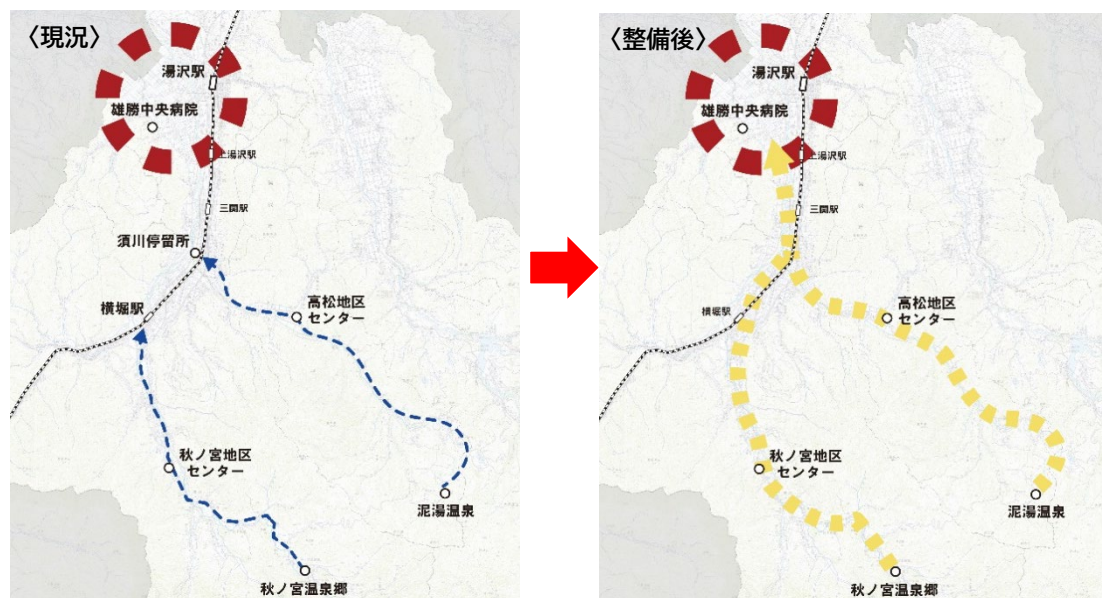 〈現況〉
湯沢駅
雄勝中央病院
上湯沢駅
三関駅
須川停留所
横堀駅
高松地区
センター
秋ノ宮地区
センター
泥湯温泉
秋ノ宮温泉郷
〈整備後〉
湯沢駅
雄勝中央病院
上湯沢駅
三関駅
横堀駅
高松地区
センター
秋ノ宮地区
センター
泥湯温泉
秋ノ宮温泉郷